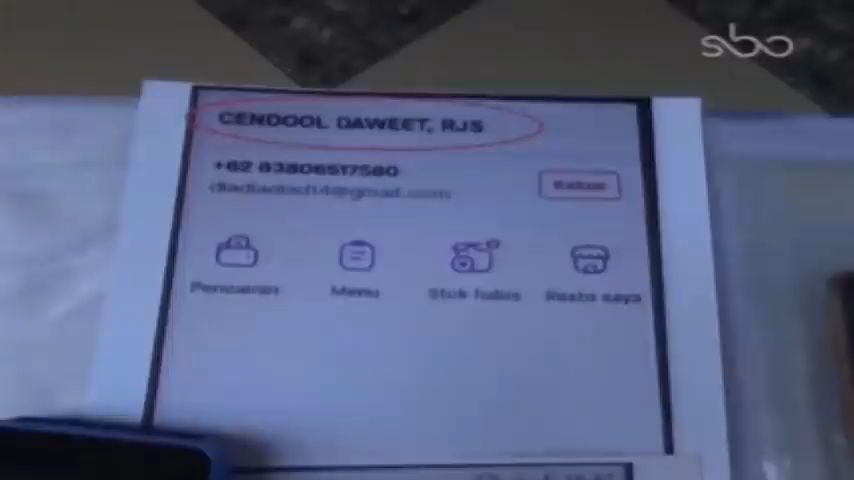 sbo
CENDOOL DAWEET, RJS
+62 83806517580
Keluar
Pencairan
Menu
Stok habis
Resto saya